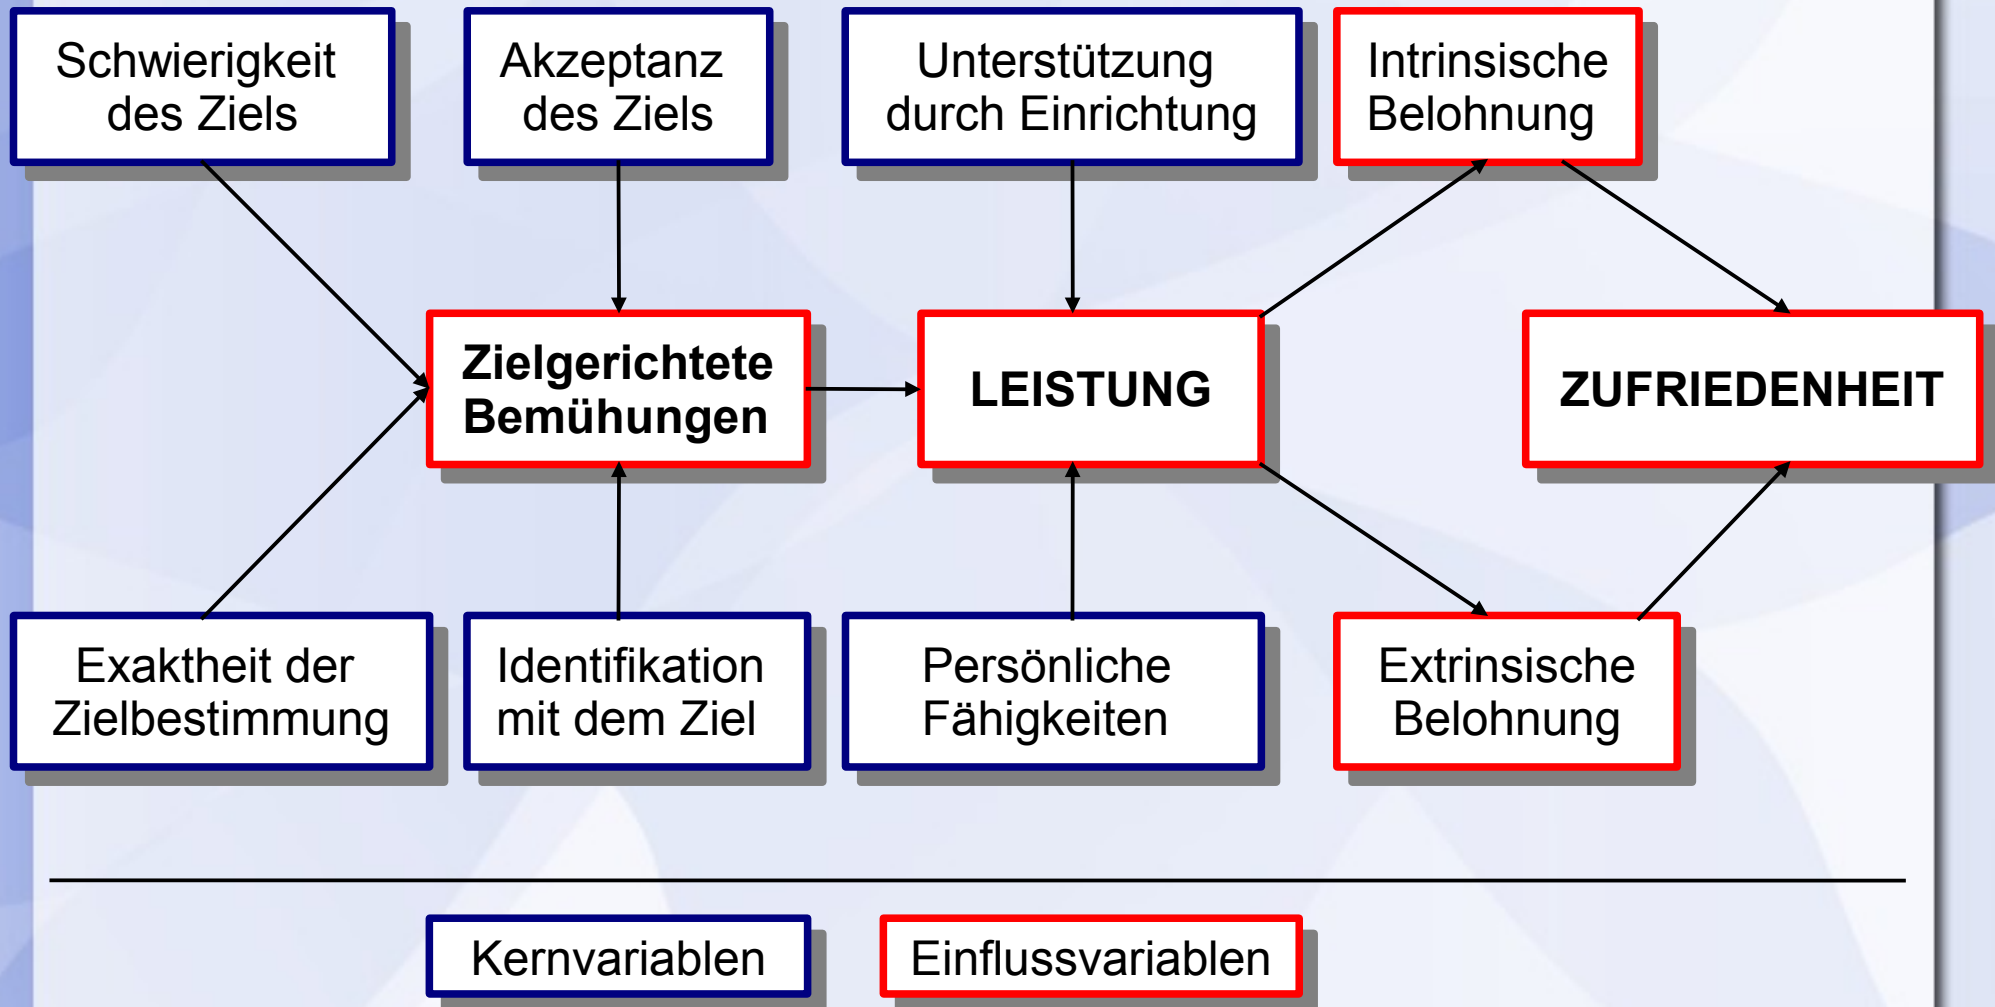 Schwierigkeit
des Ziels
Akzeptanz
des Ziels
Unterstützung
durch Einrichtung
Intrinsische
Belohnung
Zielgerichtete
Bemühungen
LEISTUNG
ZUFRIEDENHEIT
Exaktheit der
Zielbestimmung
Identifikation
mit dem Ziel
Persönliche
Fähigkeiten
Extrinsische
Belohnung
Kernvariablen
Einflussvariablen